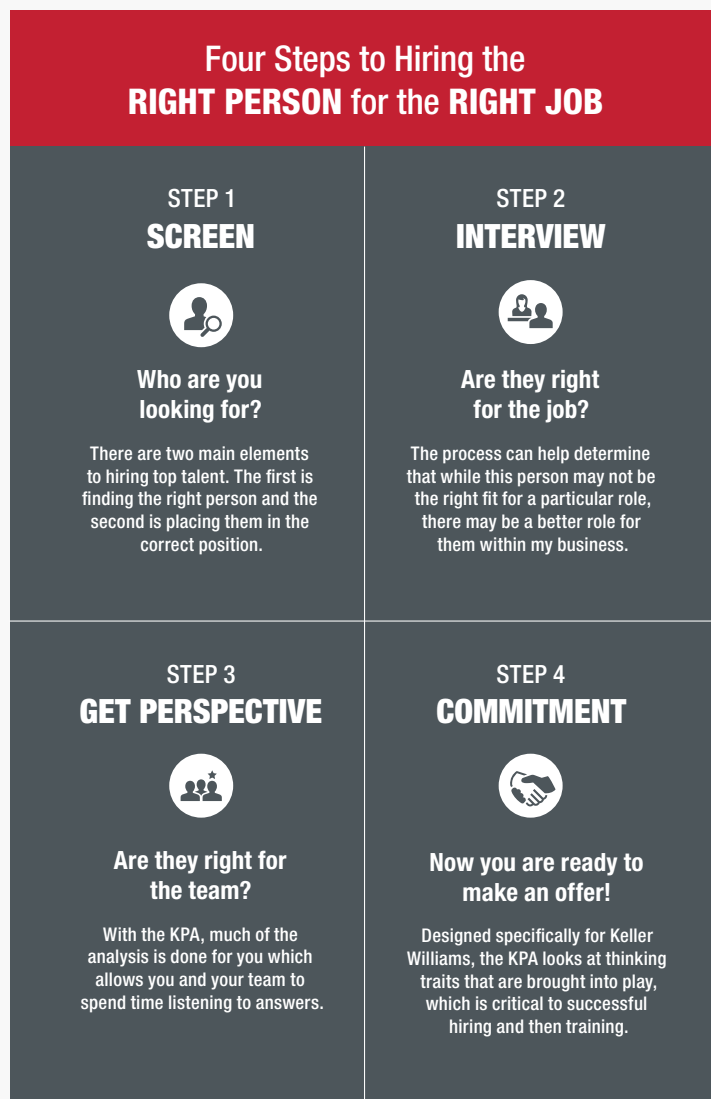 Four Steps to Hiring the
RIGHT PERSON for the RIGHT JOB
STEP 1
SCREEN
Who are you
looking for?
There are two main elements
to hiring top talent. The first is
finding the right person and the
second is placing them in the
correct position.
STEP 2
INTERVIEW
Are they right
for the job?
The process can help determine
that while this person may not be
the right fit for a particular role,
there may be a better role for
them within my business.
STEP 3
GET PERSPECTIVE
Are they right for
the team?
With the KPA, much of the
analysis is done for you which
allows you and your team to
spend time listening to answers.
STEP 4
COMMITMENT
Now you are ready to
make an offer!
Designed specifically for Keller
Williams, the KPA looks at thinking
traits that are brought into play,
which is critical to successful
hiring and then training.